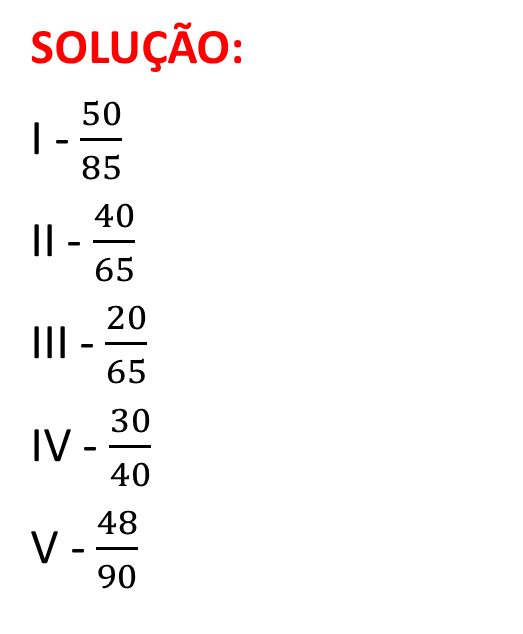 SOLUÇÃO:
I - 50/85
II - 40/65
III - 20/65
IV - 30/40
V - 48/90